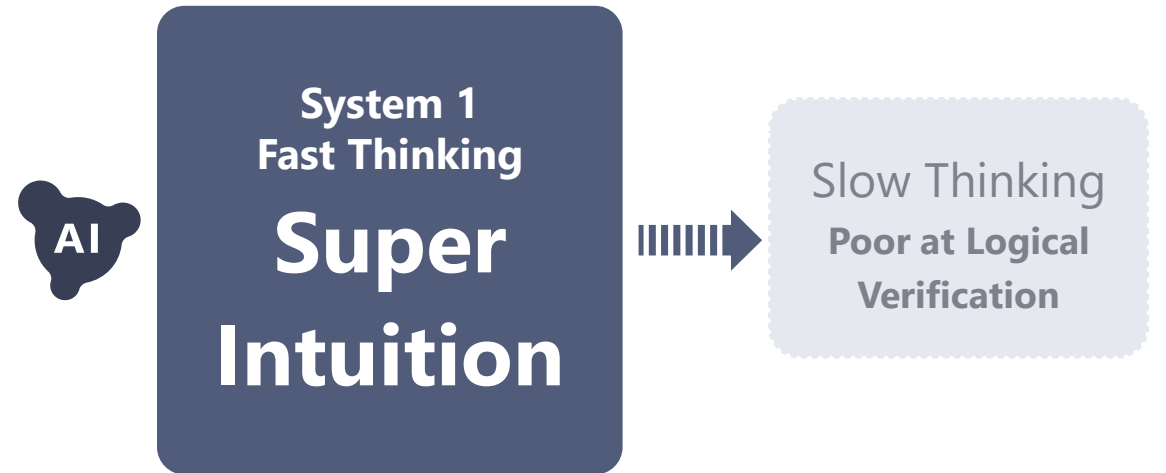 AI
System 1
Fast Thinking
Super
Intuition
Slow Thinking
Poor at Logical
Verification